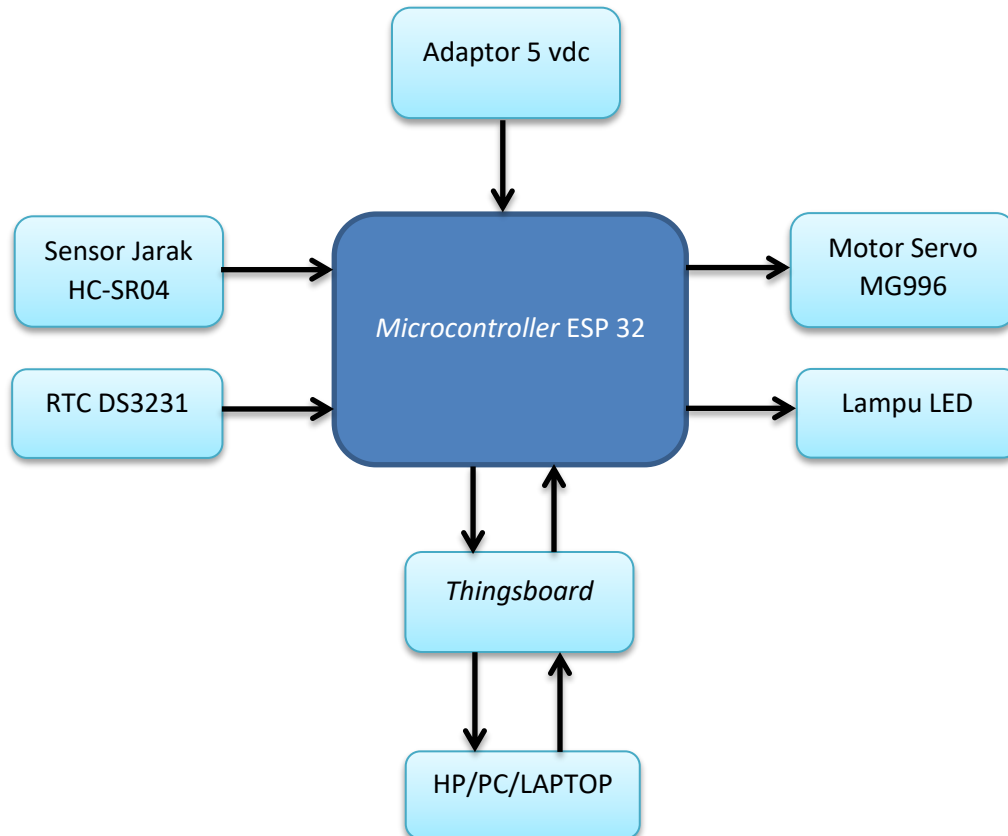 Adaptor 5 vdc
Sensor Jarak
HC-SR04
Motor Servo
MG996
Microcontroller ESP 32
RTC DS3231
Lampu LED
Thingsboard
HP/PC/LAPTOP